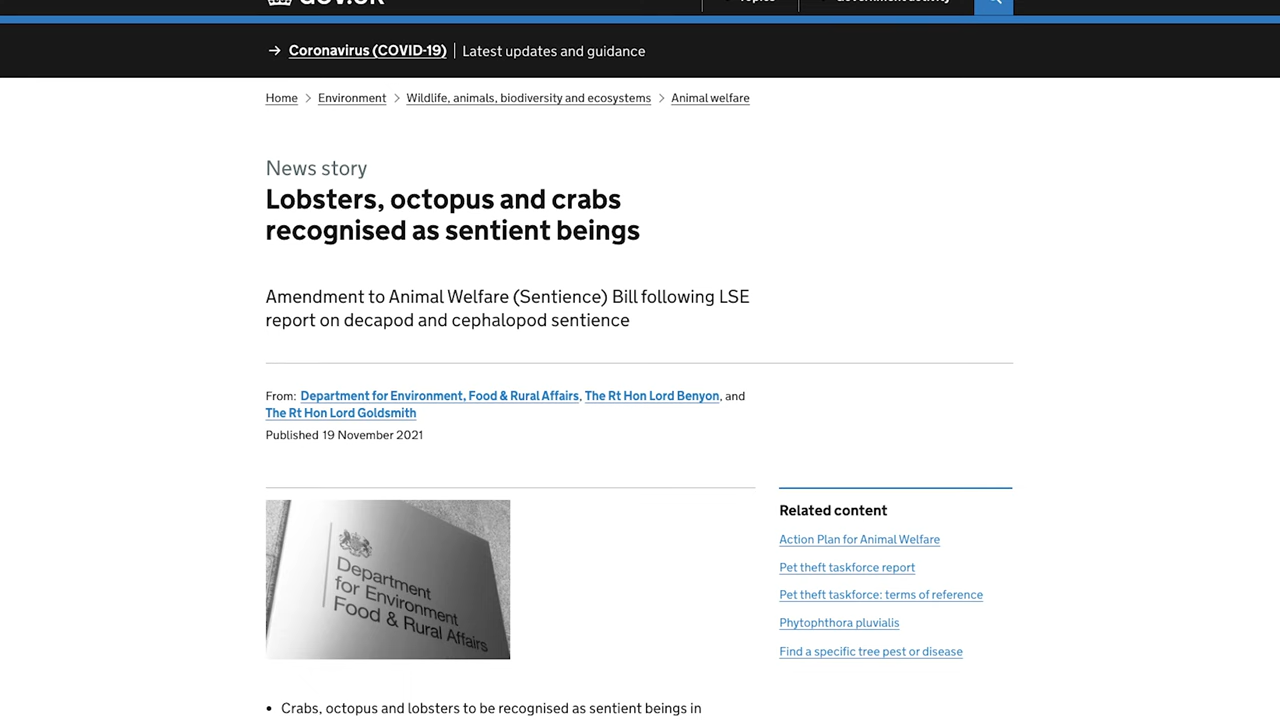 Coronavirus (COVID-19) | Latest updates and guidance
Home > Environment > Wildlife, animals, biodiversity and ecosystems > Animal welfare
News story
Lobsters, octopus and crabs
recognised as sentient beings
Amendment to Animal Welfare (Sentience) Bill following LSE
report on decapod and cephalopod sentience
From: Department for Environment, Food & Rural Affairs, The Rt Hon Lord Benyon, and
The Rt Hon Lord Goldsmith
Published 19 November 2021
Department
for Environment
Food & Rural Affairs
Related content
Action Plan for Animal Welfare
Pet theft taskforce report
Pet theft taskforce: terms of reference
Phytophthora pluvialis
Find a specific tree pest or disease
• Crabs, octopus and lobsters to be recognised as sentient beings in